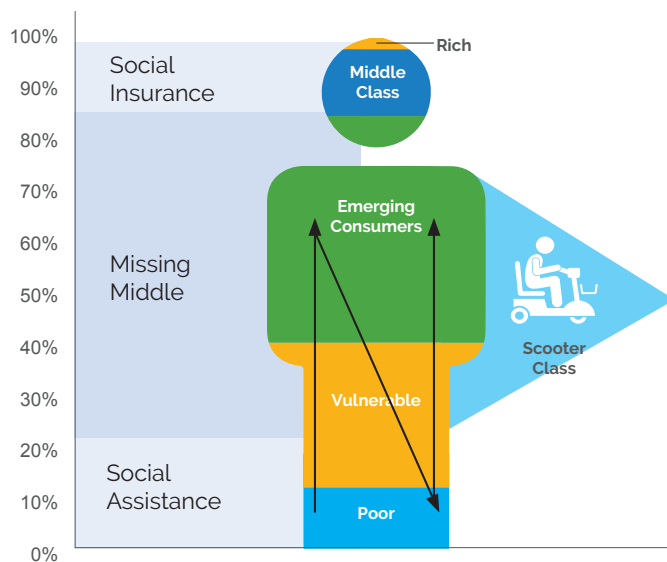 100%
90%
80%
70%
60%
50%
40%
30%
20%
10%
0%
Social
Insurance
Missing
Middle
Social
Assistance
Rich
Middle
Class
Emerging
Consumers
Vulnerable
Poor
Scooter
Class